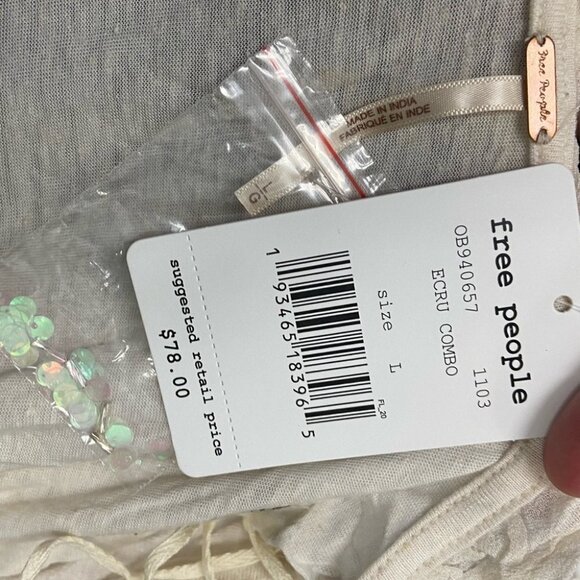 free people
OB940657 1103
ECRU COMBO
size L
FL_20
1 93465 18396 5
suggested retail price
$78.00
Free People
MADE IN INDIA
FABRIQUÉ EN INDE
L
G